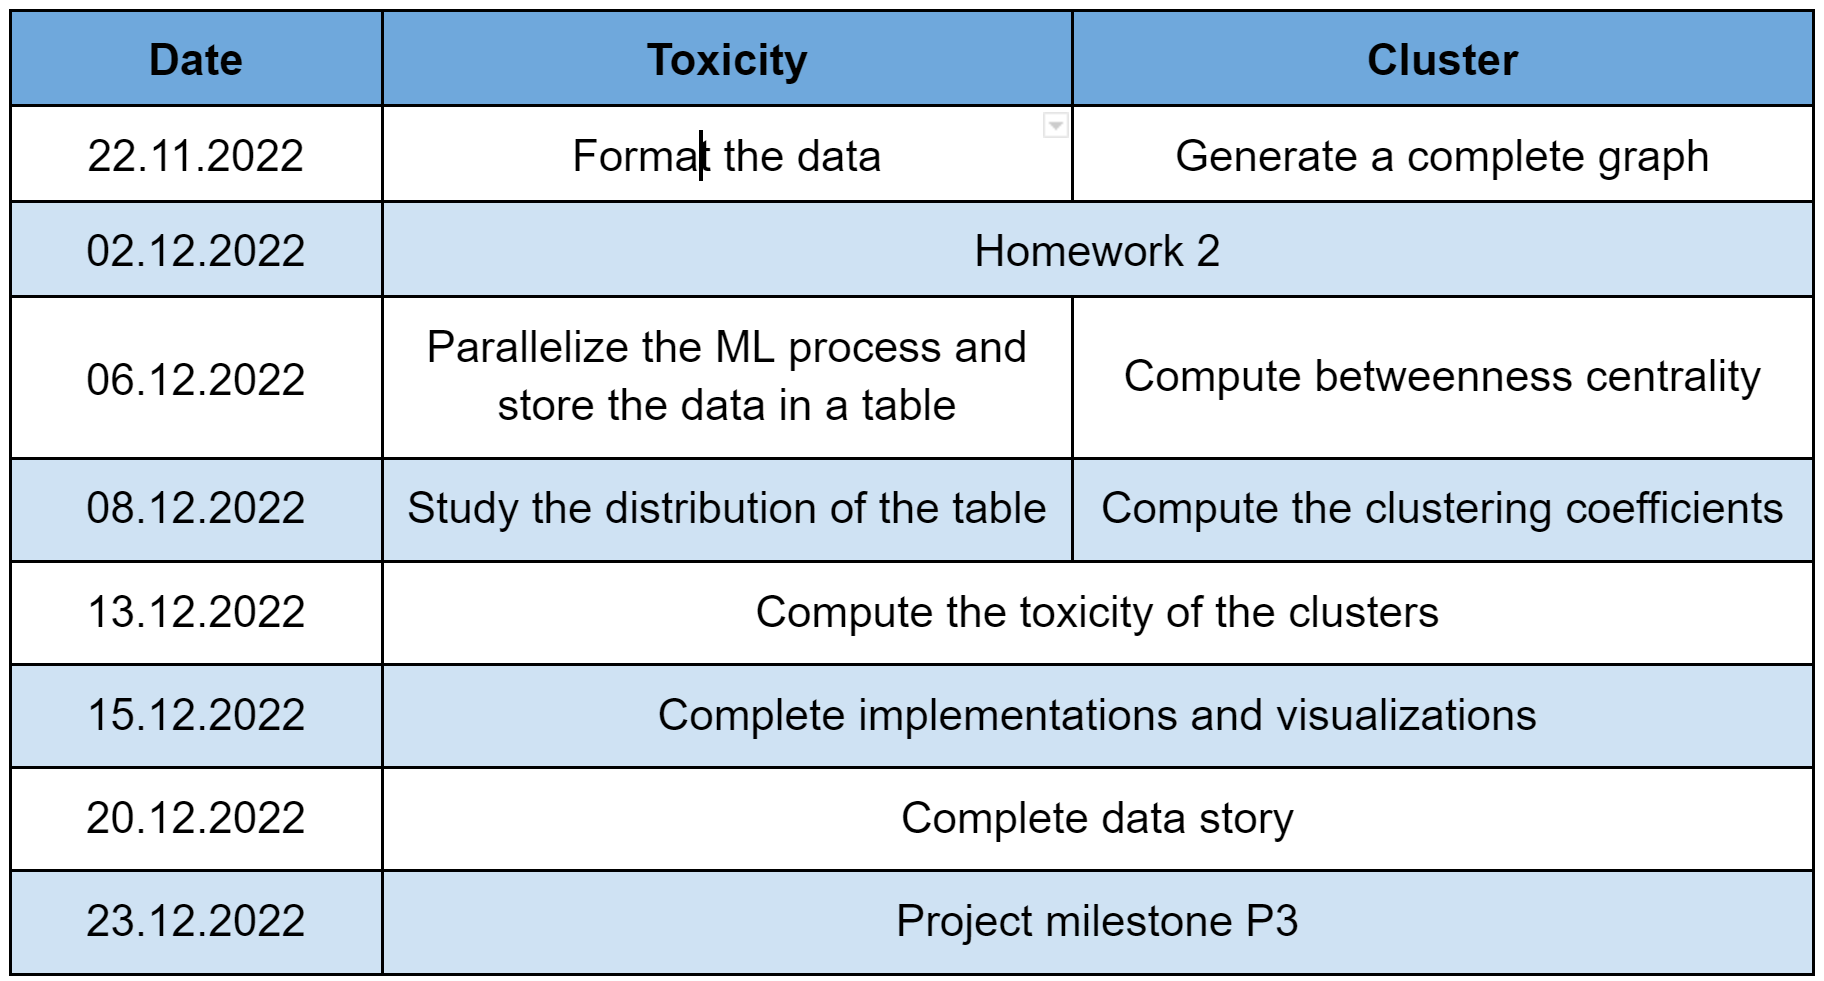 Date Toxicity Cluster
22.11.2022 Format the data Generate a complete graph
02.12.2022 Homework 2
06.12.2022 Parallelize the ML process and
store the data in a table Compute betweenness centrality
08.12.2022 Study the distribution of the table Compute the clustering coefficients
13.12.2022 Compute the toxicity of the clusters
15.12.2022 Complete implementations and visualizations
20.12.2022 Complete data story
23.12.2022 Project milestone P3